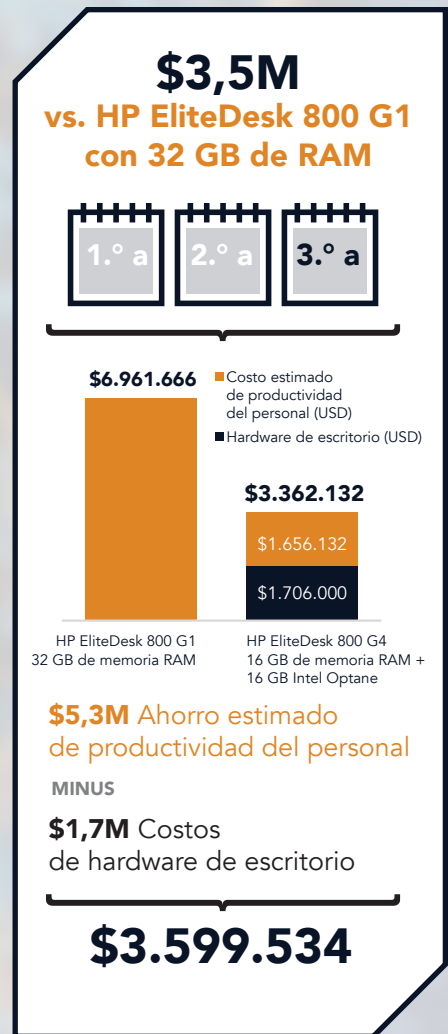 $3,5M
vs. HP EliteDesk 800 G1
con 32 GB de RAM
1.° a
2.° a
3.° a
$6.961.666
Costo estimado
de productividad
del personal (USD)
Hardware de escritorio (USD)
$3.362.132
$1.656.132
$1.706.000
HP EliteDesk 800 G1
32 GB de memoria RAM
HP EliteDesk 800 G4
16 GB de memoria RAM +
16 GB Intel Optane
$5,3M Ahorro estimado
de productividad del personal
MINUS
$1,7M Costos
de hardware de escritorio
$3.599.534